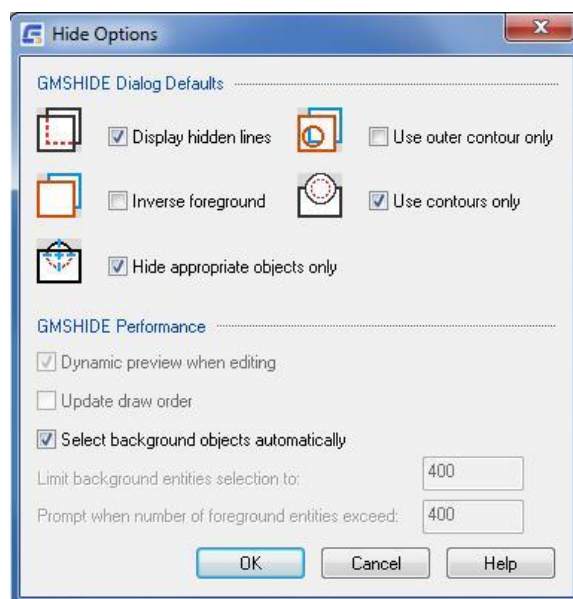 Hide Options
GMSHIDE Dialog Defaults
Display hidden lines
Use outer contour only
Inverse foreground
Use contours only
Hide appropriate objects only
GMSHIDE Performance
Dynamic preview when editing
Update draw order
Select background objects automatically
Limit background entities selection to: 400
Prompt when number of foreground entities exceed: 400
OK Cancel Help